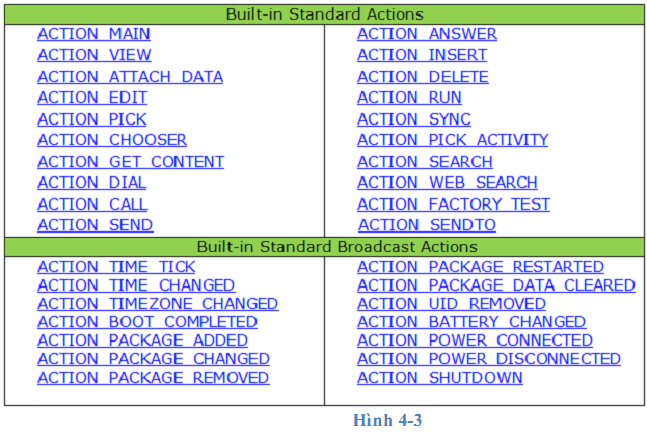 Built-in Standard Actions
ACTION_MAIN
ACTION_VIEW
ACTION_ATTACH_DATA
ACTION_EDIT
ACTION_PICK
ACTION_CHOOSER
ACTION_GET_CONTENT
ACTION_DIAL
ACTION_CALL
ACTION_SEND
ACTION_ANSWER
ACTION_INSERT
ACTION_DELETE
ACTION_RUN
ACTION_SYNC
ACTION_PICK_ACTIVITY
ACTION_SEARCH
ACTION_WEB_SEARCH
ACTION_FACTORY_TEST
ACTION_SENDTO
Built-in Standard Broadcast Actions
ACTION_TIME_TICK
ACTION_TIME_CHANGED
ACTION_TIMEZONE_CHANGED
ACTION_BOOT_COMPLETED
ACTION_PACKAGE_ADDED
ACTION_PACKAGE_CHANGED
ACTION_PACKAGE_REMOVED
ACTION_PACKAGE_RESTARTED
ACTION_PACKAGE_DATA_CLEARED
ACTION_UID_REMOVED
ACTION_BATTERY_CHANGED
ACTION_POWER_CONNECTED
ACTION_POWER_DISCONNECTED
ACTION_SHUTDOWN
Hình 4-3